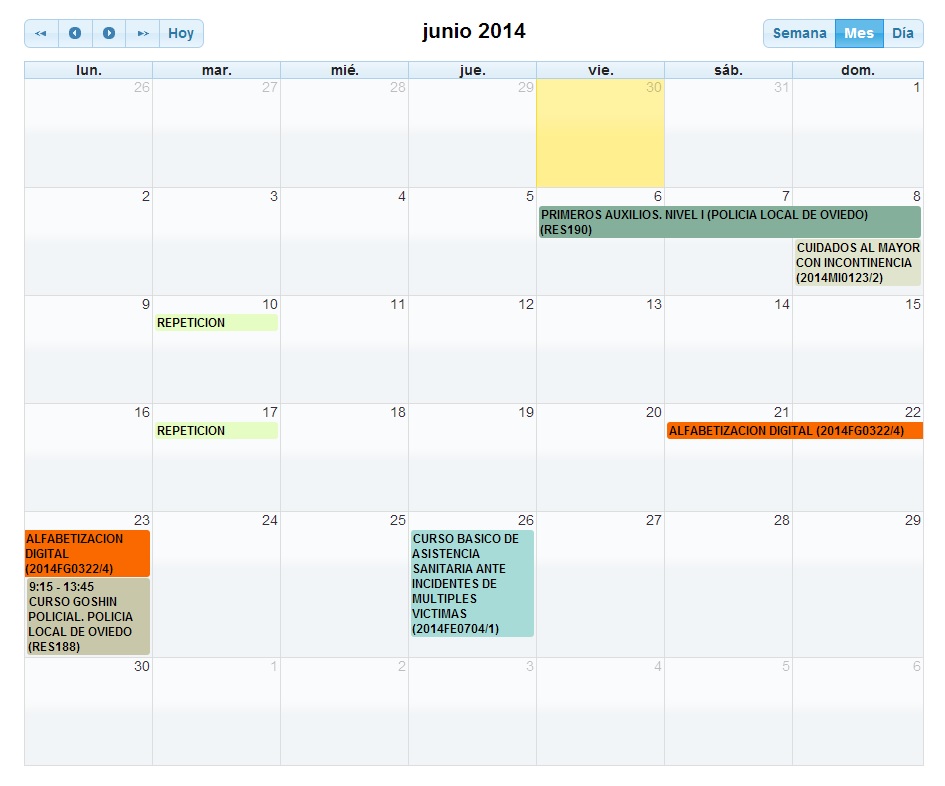 Hoy
junio 2014
Semana Mes Día
lun. mar. mié. jue. vie. sáb. dom.
26 27 28 29 30 31 1
2 3 4 5 6 7 8
PRIMEROS AUXILIOS. NIVEL I (POLICIA LOCAL DE OVIEDO)
(RES190)
CUIDADOS AL MAYOR
CON INCONTINENCIA
(2014MI0123/2)
9 10 11 12 13 14 15
REPETICION
16 17 18 19 20 21 22
REPETICION
ALFABETIZACION DIGITAL (2014FG0322/4)
23 24 25 26 27 28 29
ALFABETIZACION
DIGITAL
(2014FG0322/4)
9:15 - 13:45
CURSO GOSHIN
POLICIAL. POLICIA
LOCAL DE OVIEDO
(RES188)
CURSO BASICO DE
ASISTENCIA
SANITARIA ANTE
INCIDENTES DE
MULTIPLES
VICTIMAS
(2014FE0704/1)
30 1 2 3 4 5 6